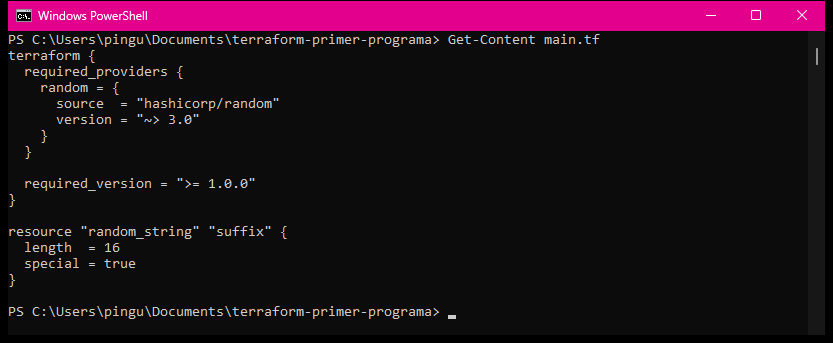 Windows PowerShell
PS C:\Users\pingu\Documents\terraform-primer-programa> Get-Content main.tf
terraform {
  required_providers {
    random = {
      source  = "hashicorp/random"
      version = "~> 3.0"
    }
  }

  required_version = ">= 1.0.0"
}

resource "random_string" "suffix" {
  length  = 16
  special = true
}

PS C:\Users\pingu\Documents\terraform-primer-programa>